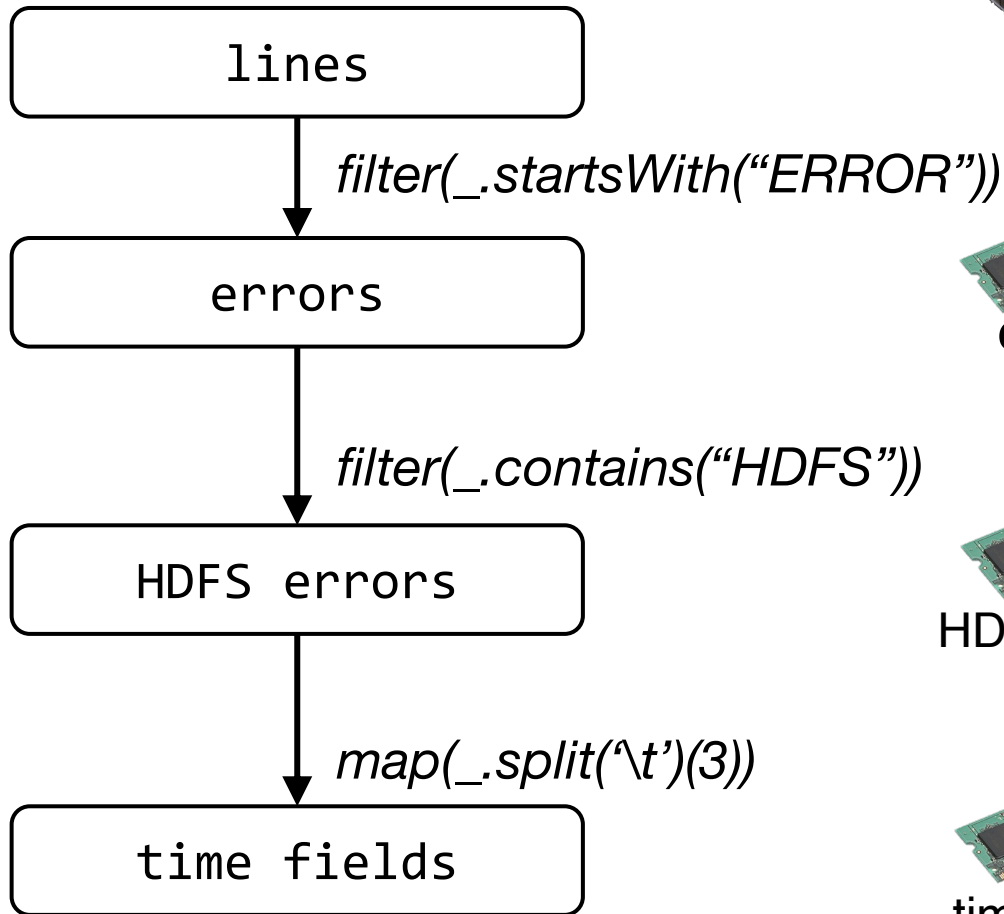 lines
filter(_.startsWith(“ERROR”))
errors
filter(_.contains(“HDFS”))
HDFS errors
HD
map(_.split(‘\t’)(3))
time fields